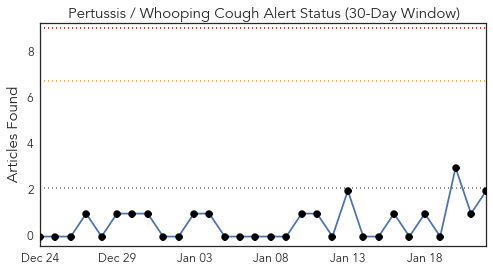 Pertussis / Whooping Cough Alert Status (30-Day Window)
Articles Found
8
6
4
2
0
Dec 24 Dec 29 Jan 03 Jan 08 Jan 13 Jan 18